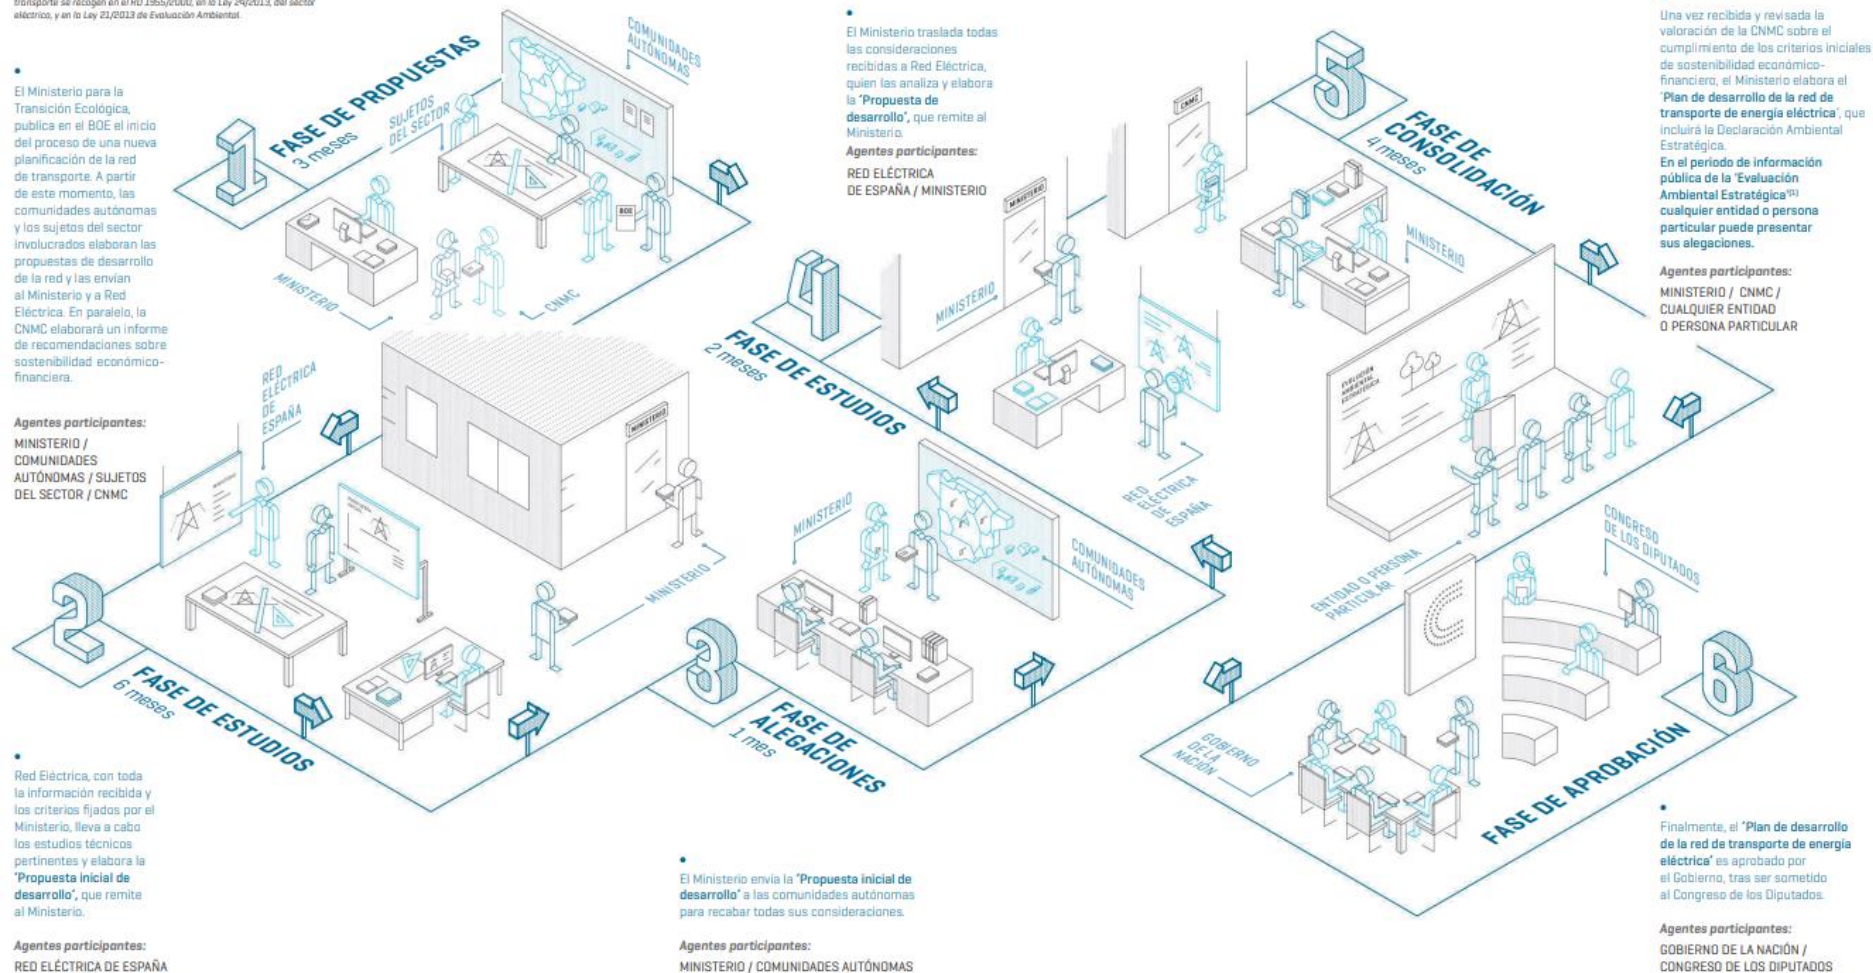 transporte se recogen en el RD 1955/2000, en la Ley 24/2013, del sector
eléctrico, y en la Ley 21/2013 de Evaluación Ambiental.
1
FASE DE PROPUESTAS
3 meses
El Ministerio para la
Transición Ecológica,
publica en el BOE el inicio
del proceso de una nueva
planificación de la red
de transporte. A partir
de este momento, las
comunidades autónomas
y los sujetos del sector
involucrados elaboran las
propuestas de desarrollo
de la red y las envían
al Ministerio y a Red
Eléctrica. En paralelo, la
CNMC elaborará un informe
de recomendaciones sobre
sostenibilidad económico-
financiera.
Agentes participantes:
MINISTERIO /
COMUNIDADES
AUTÓNOMAS / SUJETOS
DEL SECTOR / CNMC
SUJETOS
DEL SECTOR
COMUNIDADES
AUTÓNOMAS
BOE
MINISTERIO
CNMC
2
FASE DE ESTUDIOS
6 meses
RED
ELÉCTRICA
DE
ESPAÑA
MINISTERIO
MINISTERIO
Red Eléctrica, con toda
la información recibida y
los criterios fijados por el
Ministerio, lleva a cabo
los estudios técnicos
pertinentes y elabora la
"Propuesta inicial de
desarrollo", que remite
al Ministerio.
Agentes participantes:
RED ELÉCTRICA DE ESPAÑA
3
FASE DE
ALEGACIONES
1 mes
MINISTERIO
COMUNIDADES
AUTÓNOMAS
El Ministerio envía la "Propuesta inicial de
desarrollo" a las comunidades autónomas
para recabar todas sus consideraciones.
Agentes participantes:
MINISTERIO / COMUNIDADES AUTÓNOMAS
4
FASE DE ESTUDIOS
2 meses
El Ministerio traslada todas
las consideraciones
recibidas a Red Eléctrica,
quien las analiza y elabora
la "Propuesta de
desarrollo", que remite al
Ministerio.
Agentes participantes:
RED ELÉCTRICA
DE ESPAÑA / MINISTERIO
MINISTERIO
MINISTERIO
RED
ELÉCTRICA
DE
ESPAÑA
5
FASE DE
CONSOLIDACIÓN
4 meses
CNMC
MINISTERIO
EVALUCIÓN
AMBIENTAL
ESTRATÉGICA
ENTIDAD O PERSONA
PARTICULAR
Una vez recibida y revisada la
valoración de la CNMC sobre el
cumplimiento de los criterios iniciales
de sostenibilidad económico-
financiero, el Ministerio elabora el
"Plan de desarrollo de la red de
transporte de energía eléctrica", que
incluirá la Declaración Ambiental
Estratégica.
En el periodo de información
pública de la "Evaluación
Ambiental Estratégica"(1)
cualquier entidad o persona
particular puede presentar
sus alegaciones.
Agentes participantes:
MINISTERIO / CNMC /
CUALQUIER ENTIDAD
O PERSONA PARTICULAR
6
FASE DE APROBACIÓN
GOBIERNO
DE LA
NACIÓN
CONGRESO
DE LOS DIPUTADOS
Finalmente, el "Plan de desarrollo
de la red de transporte de energía
eléctrica" es aprobado por
el Gobierno, tras ser sometido
al Congreso de los Diputados.
Agentes participantes:
GOBIERNO DE LA NACIÓN /
CONGRESO DE LOS DIPUTADOS